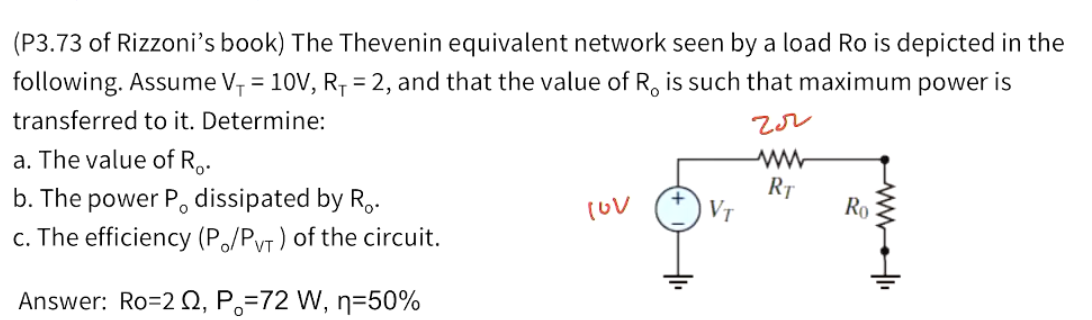 (P3.73 of Rizzoni's book) The Thevenin equivalent network seen by a load Ro is depicted in the
following. Assume V_T = 10V, R_T = 2, and that the value of R_o is such that maximum power is
transferred to it. Determine:
a. The value of R_o.
b. The power P_o dissipated by R_o.
c. The efficiency (P_o/P_VT) of the circuit.
2Ω
R_T
10V
+
V_T
R_O
Answer: Ro=2 Ω, P_o=72 W, η=50%